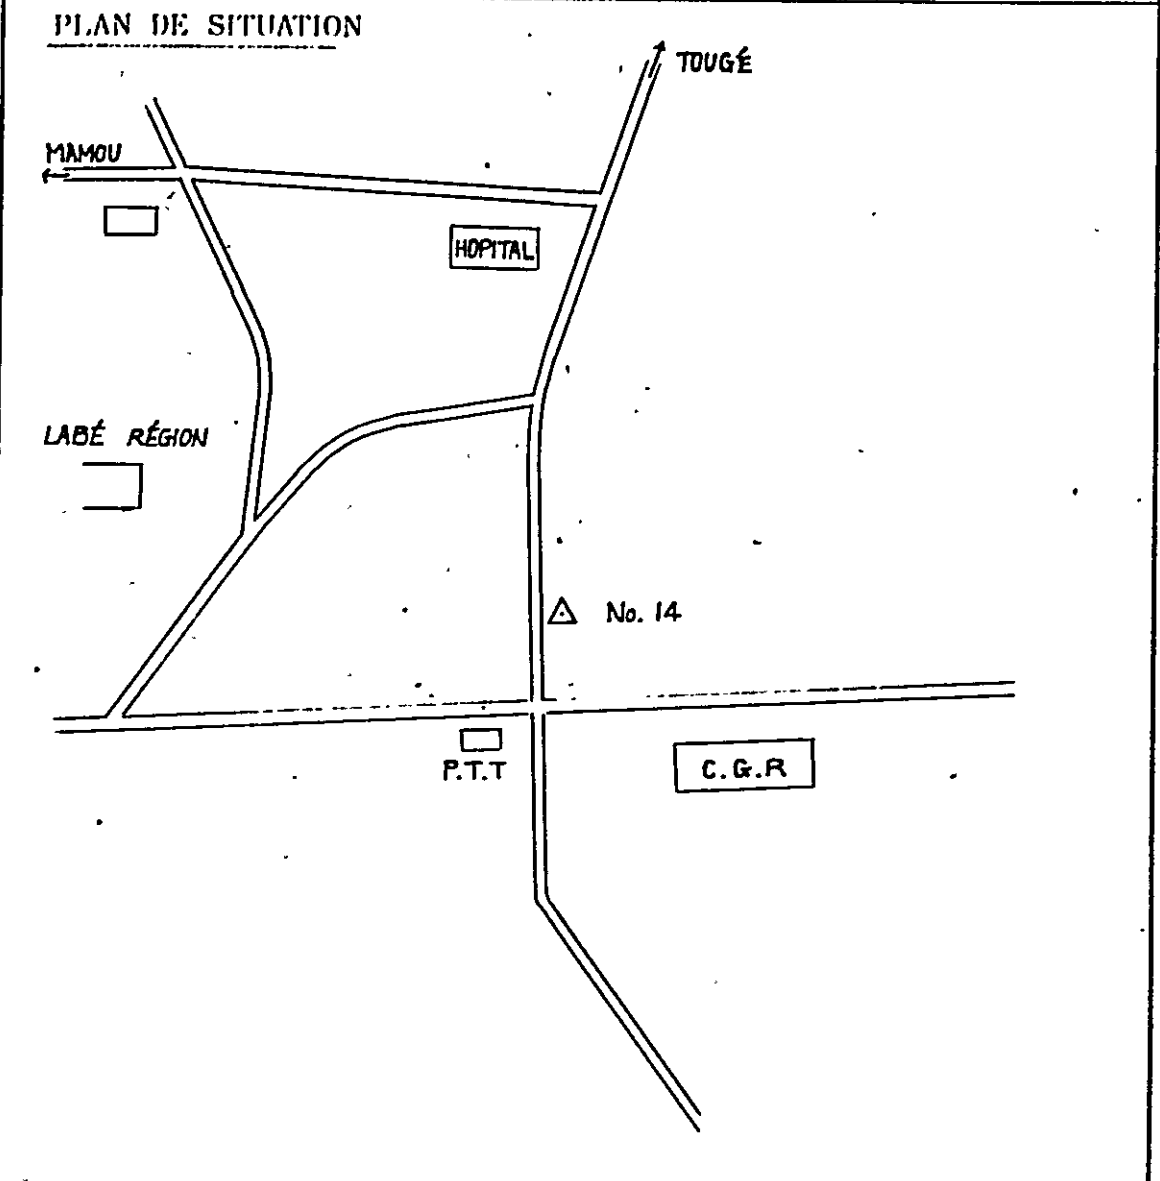 PLAN DE SITUATION
TOUGÉ
MAMOU
HOPITAL
LABÉ RÉGION
No. 14
P.T.T
C.G.R